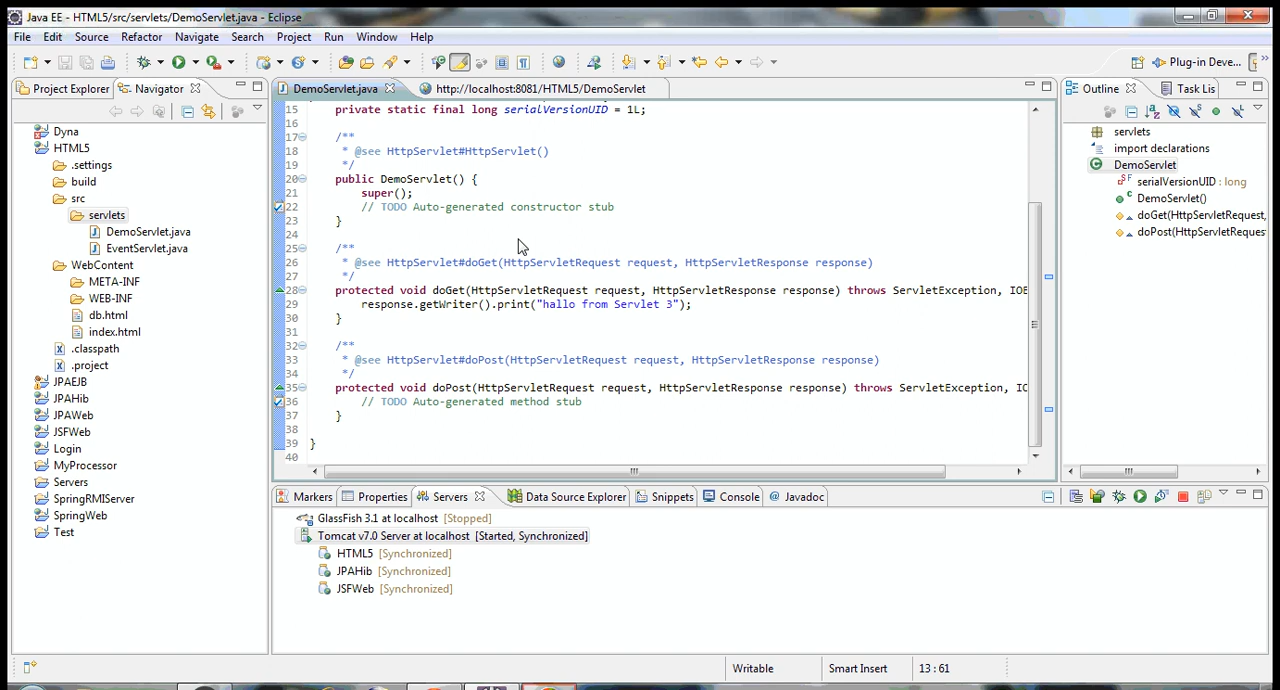 Java EE - HTML5/src/servlets/DemoServlet.java - Eclipse
File Edit Source Refactor Navigate Search Project Run Window Help
Plug-in Deve...
Project Explorer Navigator
DemoServlet.java http://localhost:8081/HTML5/DemoServlet
Outline Task Lis
Dyna
HTML5
.settings
build
src
servlets
DemoServlet.java
EventServlet.java
WebContent
META-INF
WEB-INF
db.html
index.html
.classpath
.project
JPAEJB
JPAHib
JPAWeb
JSFWeb
Login
MyProcessor
Servers
SpringRMIServer
SpringWeb
Test
15 private static final long serialVersionUID = 1L;
16
17 /**
18 * @see HttpServlet#HttpServlet()
19 */
20 public DemoServlet() {
21 super();
22 // TODO Auto-generated constructor stub
23 }
24
25 /**
26 * @see HttpServlet#doGet(HttpServletRequest request, HttpServletResponse response)
27 */
28 protected void doGet(HttpServletRequest request, HttpServletResponse response) throws ServletException, IOE
29 response.getWriter().print("hallo from Servlet 3");
30 }
31
32 /**
33 * @see HttpServlet#doPost(HttpServletRequest request, HttpServletResponse response)
34 */
35 protected void doPost(HttpServletRequest request, HttpServletResponse response) throws ServletException, IO
36 // TODO Auto-generated method stub
37 }
38
39 }
40
servlets
import declarations
DemoServlet
serialVersionUID : long
DemoServlet()
doGet(HttpServletRequest,
doPost(HttpServletReques
Markers Properties Servers Data Source Explorer Snippets Console Javadoc
GlassFish 3.1 at localhost [Stopped]
Tomcat v7.0 Server at localhost [Started, Synchronized]
HTML5 [Synchronized]
JPAHib [Synchronized]
JSFWeb [Synchronized]
Writable Smart Insert 13 : 61